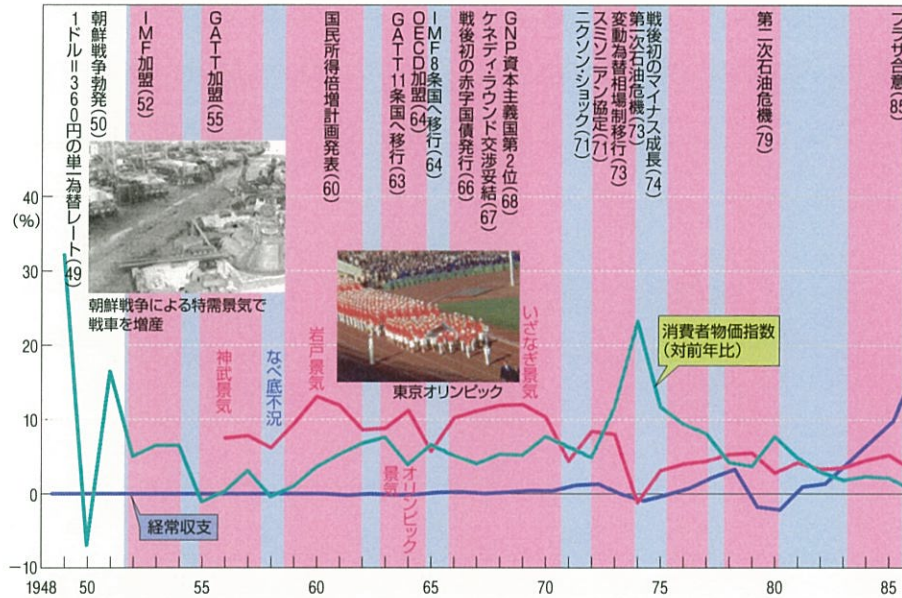 1ドル=360円の単一為替レート(49)
朝鮮戦争勃発(50)
IMF加盟(52)
GATT加盟(55)
国民所得倍増計画発表(60)
GATT11条国へ移行(63)
OECD加盟(64)
IMF8条国へ移行(64)
戦後初の赤字国債発行(66)
ケネディ・ラウンド交渉妥結(67)
GNP資本主義国第2位(68)
ニクソン・ショック(71)
スミソニアン協定(71)
変動為替相場制移行(73)
第一次石油危機(73)
戦後初のマイナス成長(74)
第二次石油危機(79)
プラザ合意(85)
40
(%)
30
20
10
0
-10
朝鮮戦争による特需景気で
戦車を増産
神武景気
なべ底不況
岩戸景気
東京オリンピック
オリンピック
景気
いざなぎ景気
消費者物価指数
(対前年比)
経常収支
1948
50
55
60
65
70
75
80
85